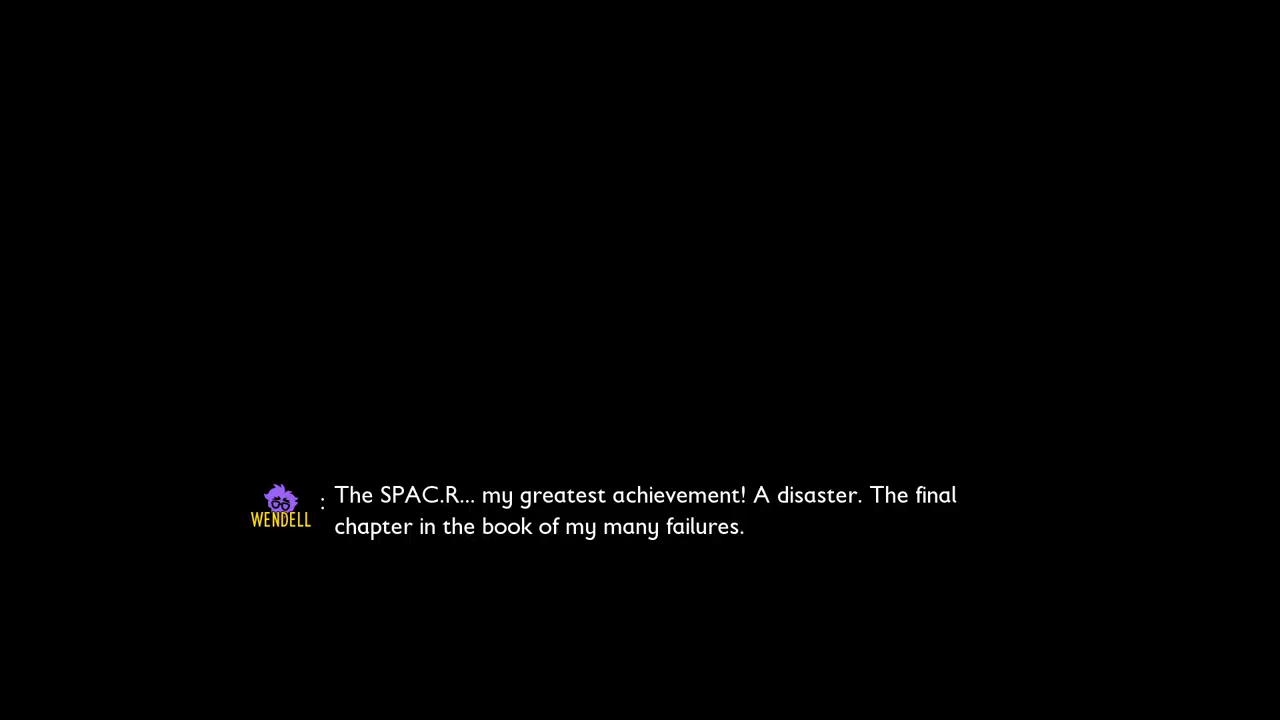 WENDELL : The SPAC.R... my greatest achievement! A disaster. The final
chapter in the book of my many failures.